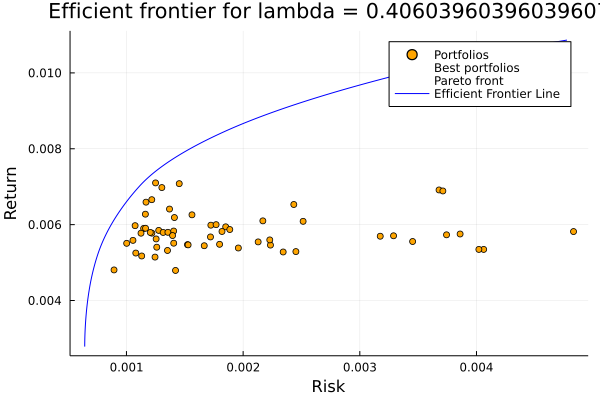 Efficient frontier for lambda = 0.4060396039603960
Portfolios
Best portfolios
Pareto front
Efficient Frontier Line
0.010
0.008
0.006
0.004
Return
0.001 0.002 0.003 0.004
Risk